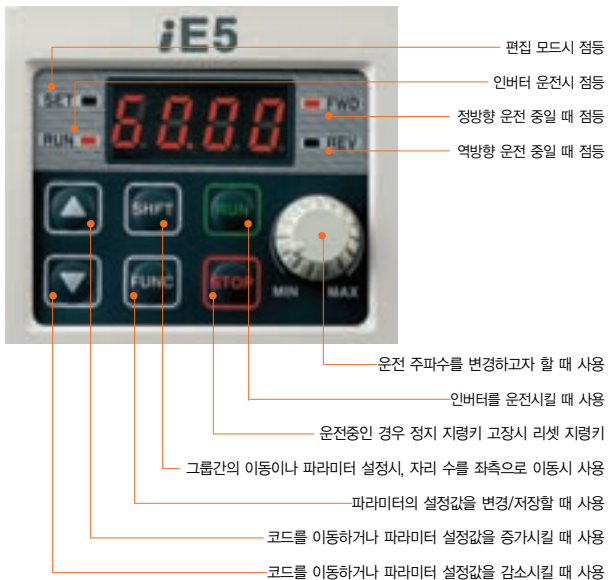 iE5
편집 모드시 점등
인버터 운전시 점등
SET
60.00
FWD
정방향 운전 중일 때 점등
RUN
REV
역방향 운전 중일 때 점등
SHFT
RUN
FUNC
STOP
MIN
MAX
운전 주파수를 변경하고자 할 때 사용
인버터를 운전시킬 때 사용
운전중인 경우 정지 지령키 고장시 리셋 지령키
그룹간의 이동이나 파라미터 설정시, 자리 수를 좌측으로 이동시 사용
파라미터의 설정값을 변경/저장할 때 사용
코드를 이동하거나 파라미터 설정값을 증가시킬 때 사용
코드를 이동하거나 파라미터 설정값을 감소시킬 때 사용